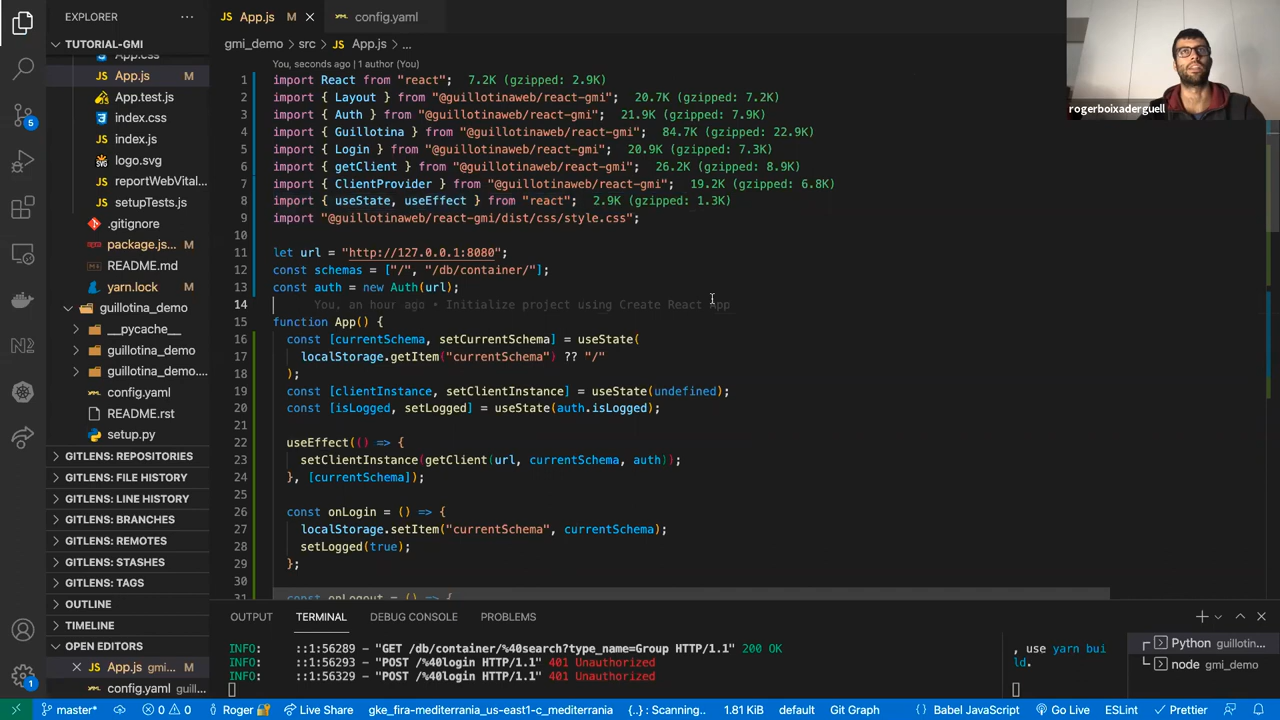 EXPLORER
App.js M
config.yaml
TUTORIAL-GMI
gmi_demo > src > App.js > ...
rogerboixaderguell
App.css
App.js M
App.test.js
index.css
index.js
logo.svg
reportWebVital...
setupTests.js
.gitignore
package.js... M
README.md
yarn.lock M
guillotina_demo
__pycache__
guillotina_demo
guillotina_demo....
config.yaml
README.rst
setup.py
GITLENS: REPOSITORIES
GITLENS: FILE HISTORY
GITLENS: LINE HISTORY
GITLENS: BRANCHES
GITLENS: REMOTES
GITLENS: STASHES
GITLENS: TAGS
OUTLINE
TIMELINE
OPEN EDITORS
App.js gmi... M
config.yaml guill...
5
1
You, seconds ago | 1 author (You)
1 import React from "react"; 7.2K (gzipped: 2.9K)
2 import { Layout } from "@guillotinaweb/react-gmi"; 20.7K (gzipped: 7.2K)
3 import { Auth } from "@guillotinaweb/react-gmi"; 21.9K (gzipped: 7.9K)
4 import { Guillotina } from "@guillotinaweb/react-gmi"; 84.7K (gzipped: 22.9K)
5 import { Login } from "@guillotinaweb/react-gmi"; 20.9K (gzipped: 7.3K)
6 import { getClient } from "@guillotinaweb/react-gmi"; 26.2K (gzipped: 8.9K)
7 import { ClientProvider } from "@guillotinaweb/react-gmi"; 19.2K (gzipped: 6.8K)
8 import { useState, useEffect } from "react"; 2.9K (gzipped: 1.3K)
9 import "@guillotinaweb/react-gmi/dist/css/style.css";
10
11 let url = "http://127.0.0.1:8080";
12 const schemas = ["/", "/db/container/"];
13 const auth = new Auth(url);
14 You, an hour ago • Initialize project using Create React App
15 function App() {
16 const [currentSchema, setCurrentSchema] = useState(
17 localStorage.getItem("currentSchema") ?? "/"
18 );
19 const [clientInstance, setClientInstance] = useState(undefined);
20 const [isLogged, setLogged] = useState(auth.isLogged);
21
22 useEffect(() => {
23 setClientInstance(getClient(url, currentSchema, auth));
24 }, [currentSchema]);
25
26 const onLogin = () => {
27 localStorage.setItem("currentSchema", currentSchema);
28 setLogged(true);
29 };
30
31 const onLogout = () => {
OUTPUT TERMINAL DEBUG CONSOLE PROBLEMS
INFO: ::1:56289 - "GET /db/container/%40search?type_name=Group HTTP/1.1" 200 OK
INFO: ::1:56293 - "POST /%40login HTTP/1.1" 401 Unauthorized
INFO: ::1:56329 - "POST /%40login HTTP/1.1" 401 Unauthorized
, use yarn bui
ld.
Python guillotin...
node gmi_demo
master* 0 0 Roger Live Share gke_fira-mediterrania_us-east1-c_mediterrania {..} : Scanning... 1.81 KiB default Git Graph {} Babel JavaScript Go Live ESLint Prettier